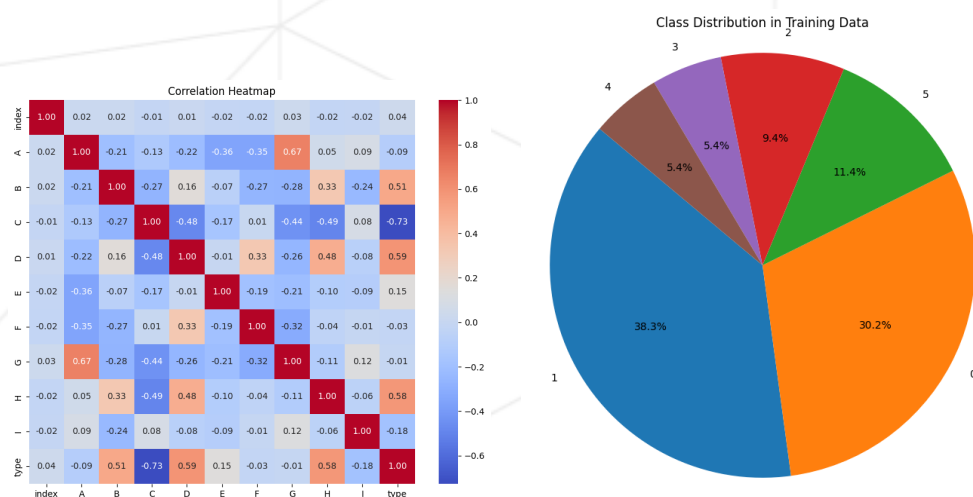 Correlation Heatmap
index 1.00 0.02 0.02 -0.01 0.01 -0.02 -0.02 0.03 -0.02 -0.02 0.04
A 0.02 1.00 -0.21 -0.13 -0.22 -0.36 -0.35 0.67 0.05 0.09 -0.09
B 0.02 -0.21 1.00 -0.27 0.16 -0.07 -0.27 -0.28 0.33 -0.24 0.51
C -0.01 -0.13 -0.27 1.00 -0.48 -0.17 0.01 -0.44 -0.49 0.08 -0.73
D 0.01 -0.22 0.16 -0.48 1.00 -0.01 0.33 -0.26 0.48 -0.08 0.59
E -0.02 -0.36 -0.07 -0.17 -0.01 1.00 -0.19 -0.21 -0.10 -0.09 0.15
F -0.02 -0.35 -0.27 0.01 0.33 -0.19 1.00 -0.32 -0.04 -0.01 -0.03
G 0.03 0.67 -0.28 -0.44 -0.26 -0.21 -0.32 1.00 -0.11 0.12 -0.01
H -0.02 0.05 0.33 -0.49 0.48 -0.10 -0.04 -0.11 1.00 -0.06 0.58
I -0.02 0.09 -0.24 0.08 -0.08 -0.09 -0.01 0.12 -0.06 1.00 -0.18
type 0.04 -0.09 0.51 -0.73 0.59 0.15 -0.03 -0.01 0.58 -0.18 1.00
index A B C D E F G H I type
1.0
0.8
0.6
0.4
0.2
0.0
−0.2
−0.4
−0.6
Class Distribution in Training Data
2
3
4
5
5.4%
9.4%
5.4%
11.4%
38.3%
30.2%
1
0